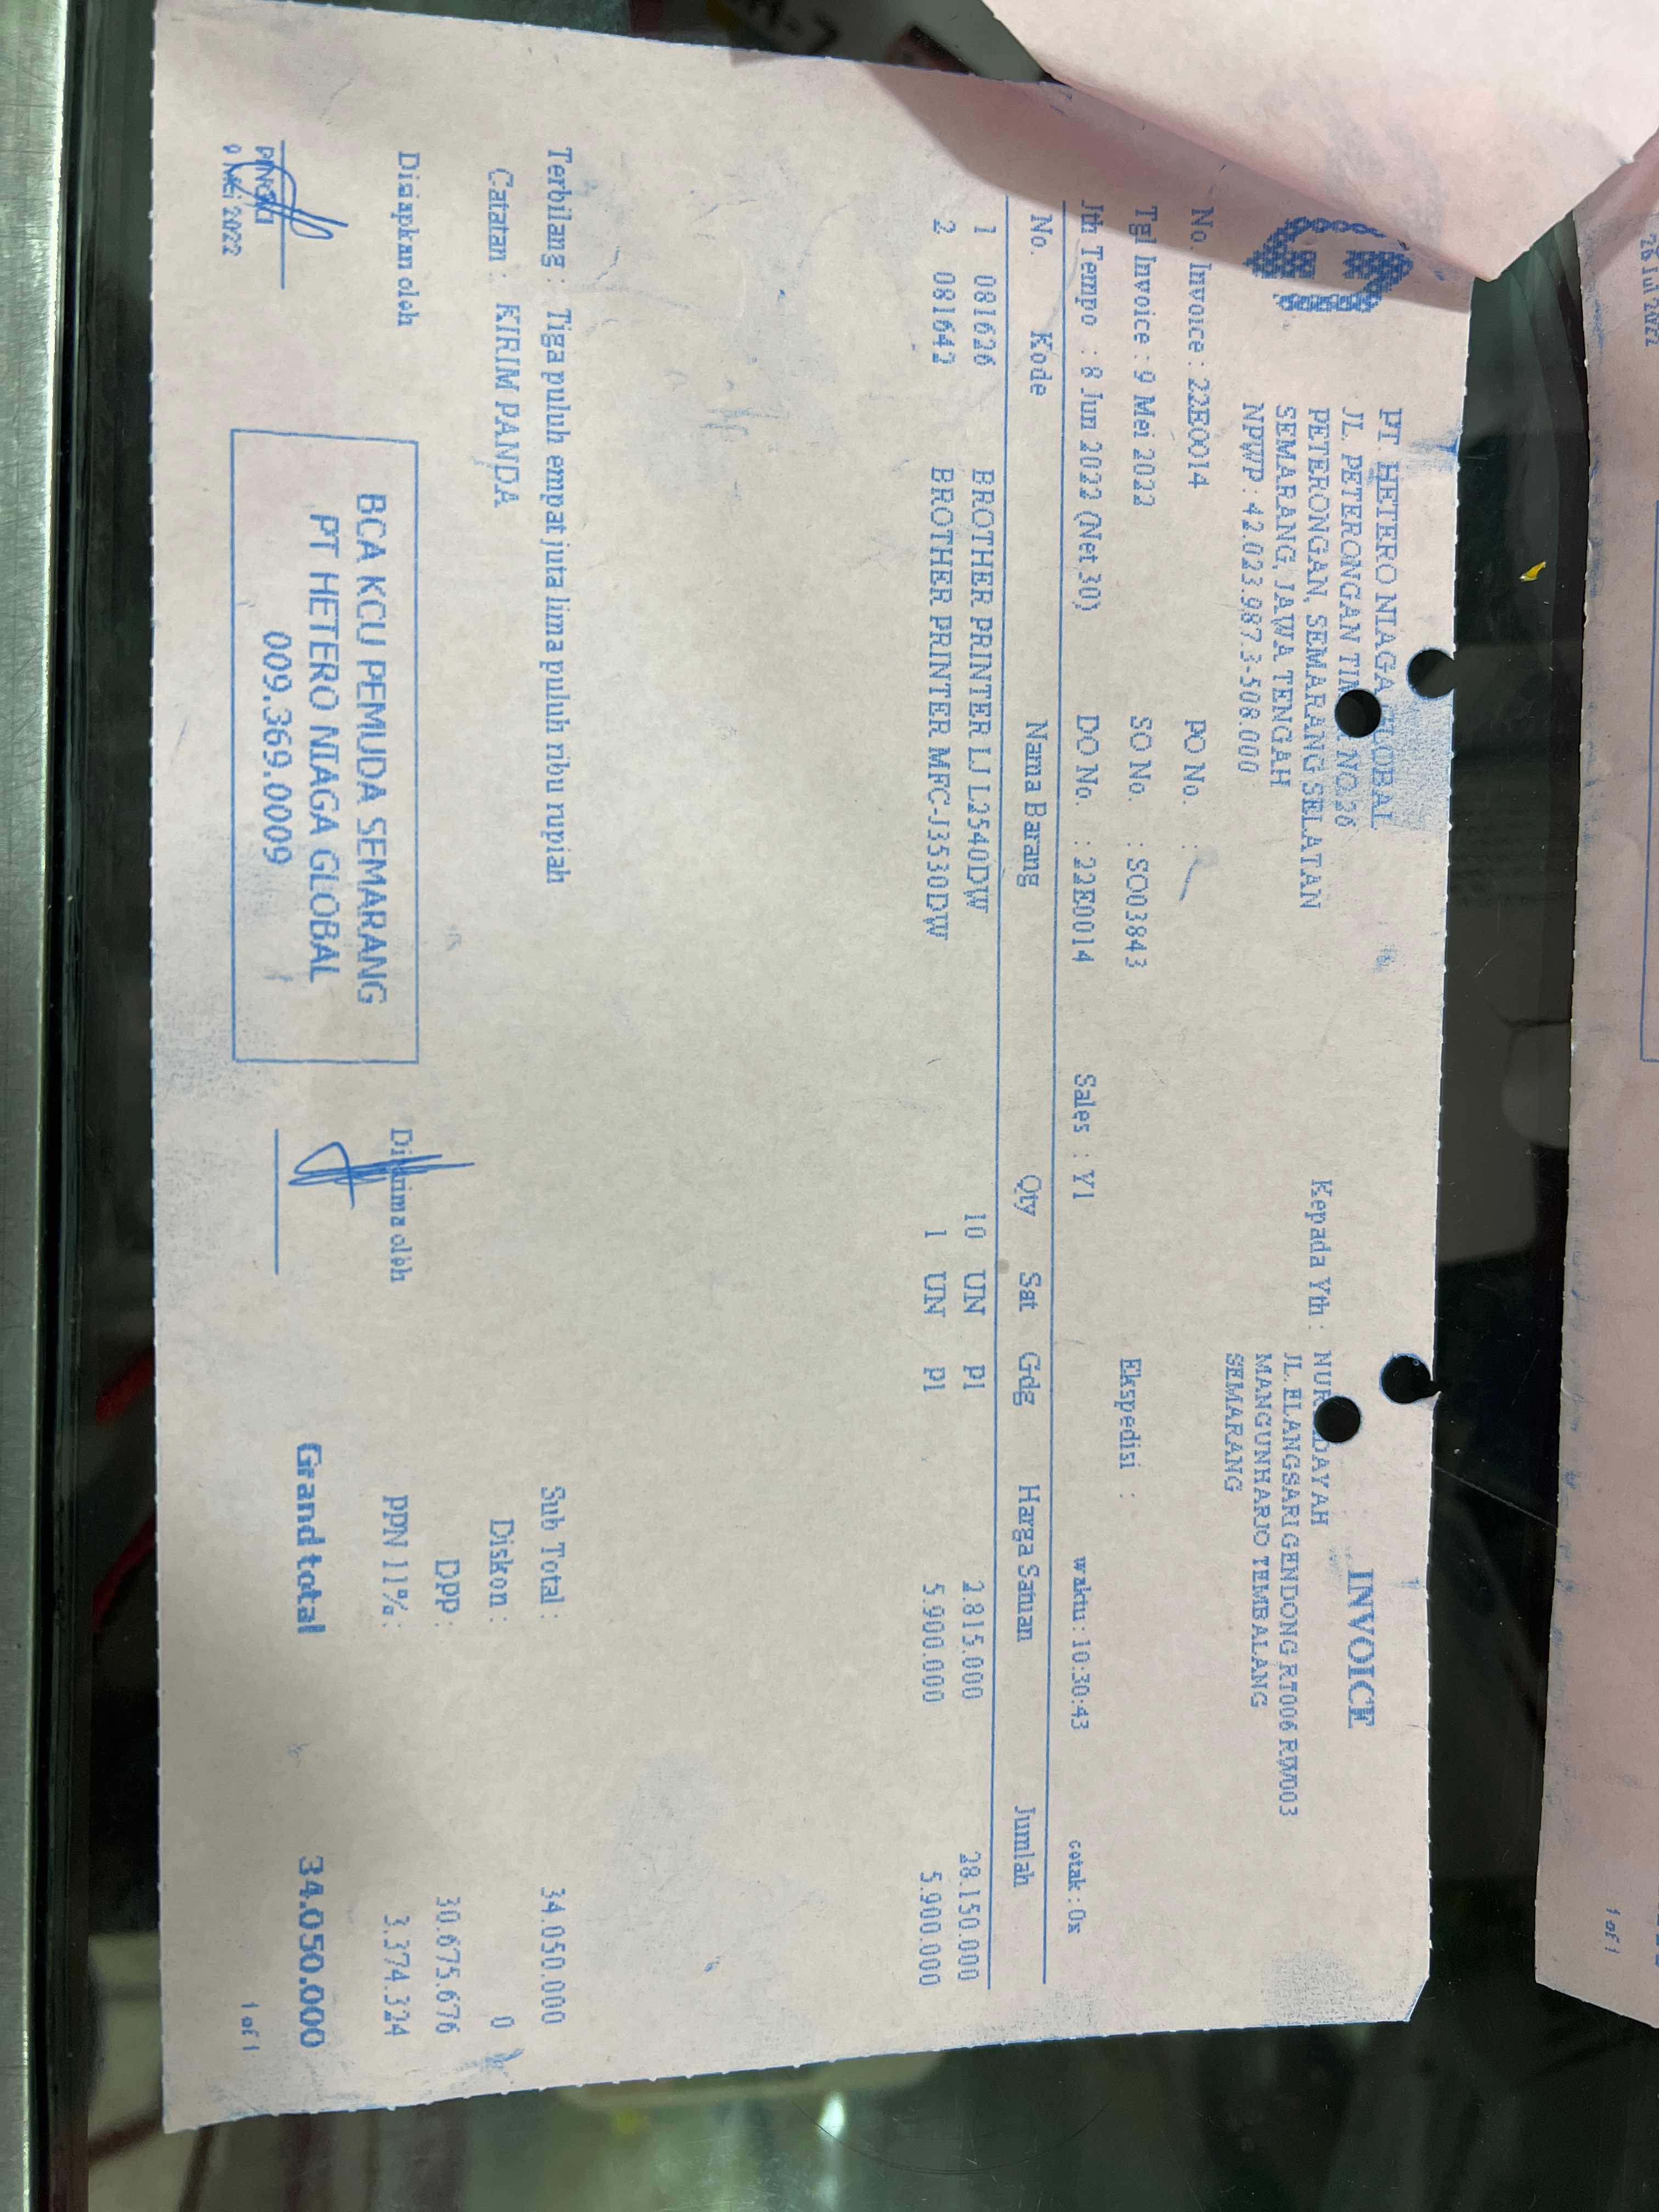 INVOICE
PT. HETERO NIAGA
JL. PETERONGAN NO.26
PETERONGAN, SEMARANG SELATAN
SEMARANG, JAWA TENGAH
NPWP : 42.023.987.3-508.000
Kepada Yth :
JL. ELANGSARI GENDONG RT006 RW003
MANGUNHARJO TEMBALANG
SEMARANG
No. Invoice : 22E0014 PO No. :
Tgl Invoice : 9 Mei 2022 SO No. : SO03843 Ekspedisi :
Jth Tempo : 8 Jun 2022 (Net 30) DO No. : 22E0014 Sales : Y1 waktu : 10:30:43 cetak : 0x
No. Kode Nama Barang Qty Sat Gdg Harga Satuan Jumlah
1 081626 BROTHER PRINTER LJ L2540DW 10 UN P1 2.815.000 28.150.000
2 081642 BROTHER PRINTER MFC-J3530DW 1 UN P1 5.900.000 5.900.000
Terbilang : Tiga puluh empat juta lima puluh ribu rupiah Sub Total : 34.050.000
Catatan : KIRIM PANDA Diskon : 0
DPP : 30.675.676
Disiapkan oleh Diterima oleh PPN 11% : 3.374.324
BCA KCU PEMUDA SEMARANG
PT HETERO NIAGA GLOBAL
009.369.0009
Grand total 34.050.000
9 Mei 2022
1 of 1
1 of 1